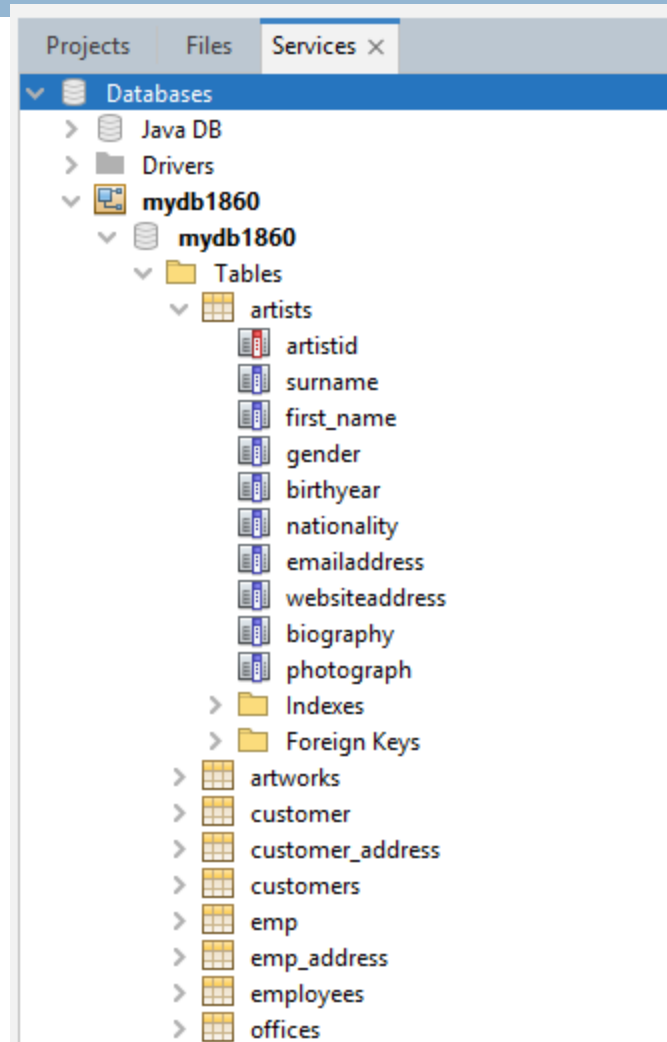 Projects Files Services ×
Databases
Java DB
Drivers
mydb1860
mydb1860
Tables
artists
artistid
surname
first_name
gender
birthyear
nationality
emailaddress
websiteaddress
biography
photograph
Indexes
Foreign Keys
artworks
customer
customer_address
customers
emp
emp_address
employees
offices